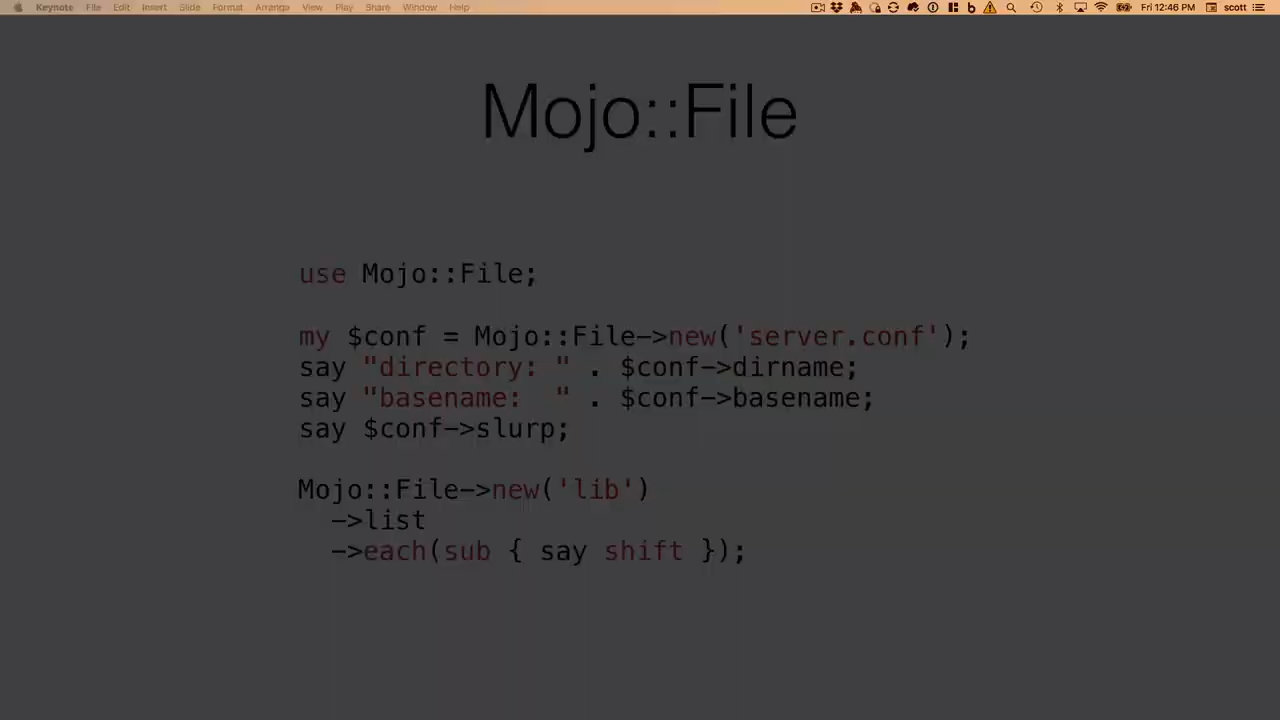 Keynote File Edit Insert Slide Format Arrange View Play Share Window Help Fri 12:46 PM scott
Mojo::File
use Mojo::File;
my $conf = Mojo::File->new('server.conf');
say "directory: " . $conf->dirname;
say "basename:  " . $conf->basename;
say $conf->slurp;
Mojo::File->new('lib')
->list
->each(sub { say shift });